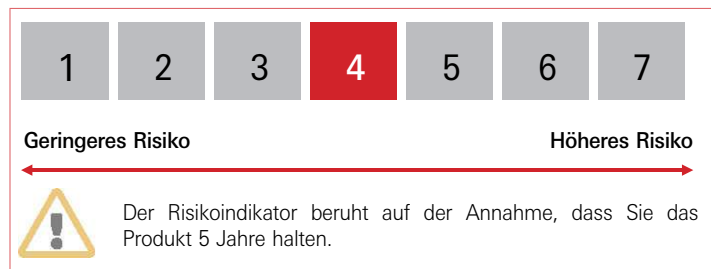 1 2 3 4 5 6 7
Geringeres Risiko Höheres Risiko
Der Risikoindikator beruht auf der Annahme, dass Sie das
Produkt 5 Jahre halten.